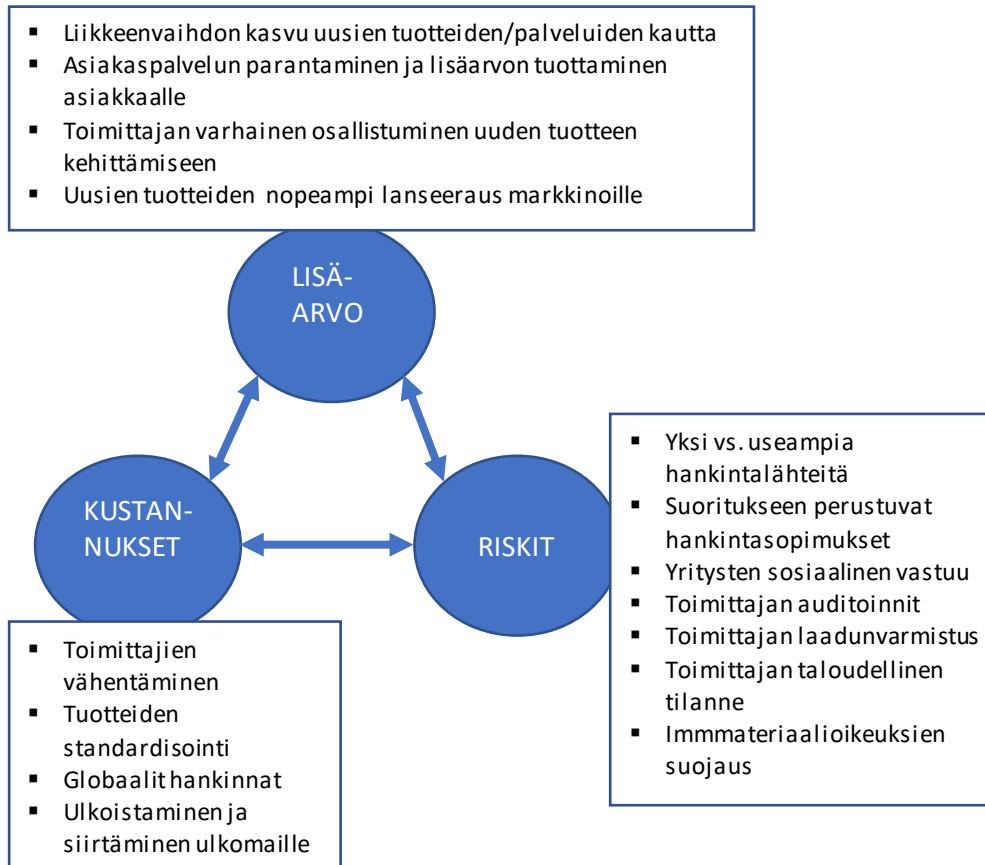 ▪ Liikkeenvaihdon kasvu uusien tuotteiden/palveluiden kautta
▪ Asiakaspalvelun parantaminen ja lisäarvon tuottaminen
asiakkaalle
▪ Toimittajan varhainen osallistuminen uuden tuotteen
kehittämiseen
▪ Uusien tuotteiden nopeampi lanseeraus markkinoille
LISÄ-
ARVO
KUSTAN-
NUKSET
RISKIT
▪ Yksi vs. useampia
hankintalähteitä
▪ Suoritukseen perustuvat
hankintasopimukset
▪ Yritysten sosiaalinen vastuu
▪ Toimittajan auditoinnit
▪ Toimittajan laadunvarmistus
▪ Toimittajan taloudellinen
tilanne
▪ Immmateriaalioikeuksien
suojaus
▪ Toimittajien
vähentäminen
▪ Tuotteiden
standardisointi
▪ Globaalit hankinnat
▪ Ulkoistaminen ja
siirtäminen ulkomaille